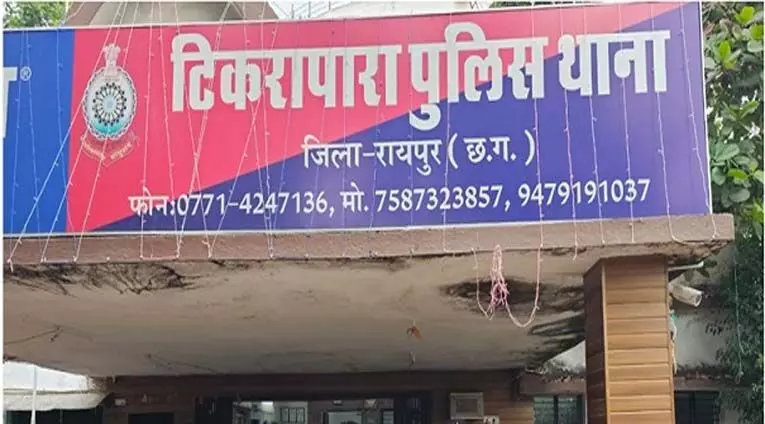 टिकरापारा पुलिस थाना
जिला-रायपुर ( छ.ग. )
फोन:0771-4247136, मो. 7587323857, 9479191037